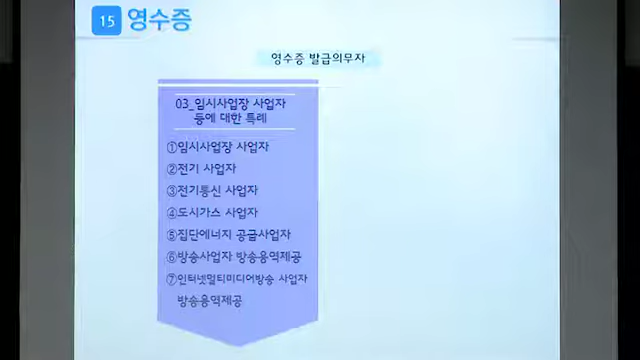 15 영수증
영수증 발급의무자
03_임시사업장 사업자
등에 대한 특례
①임시사업장 사업자
②전기 사업자
③전기통신 사업자
④도시가스 사업자
⑤집단에너지 공급사업자
⑥방송사업자 방송용역제공
⑦인터넷멀티미디어방송 사업자
방송용역제공